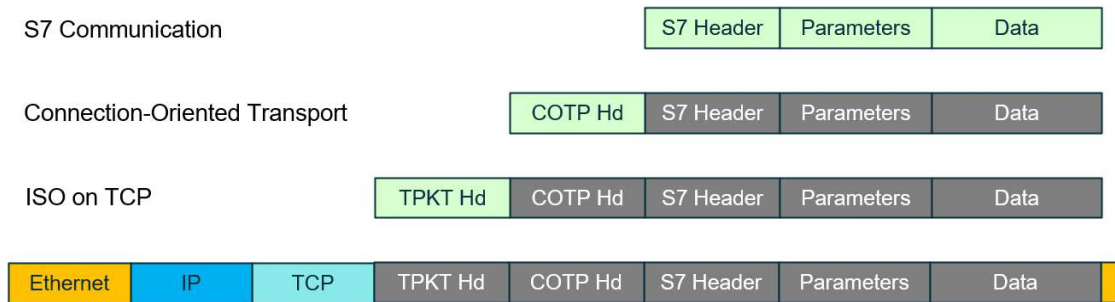 S7 Communication S7 Header Parameters Data
Connection-Oriented Transport COTP Hd S7 Header Parameters Data
ISO on TCP TPKT Hd COTP Hd S7 Header Parameters Data
Ethernet IP TCP TPKT Hd COTP Hd S7 Header Parameters Data